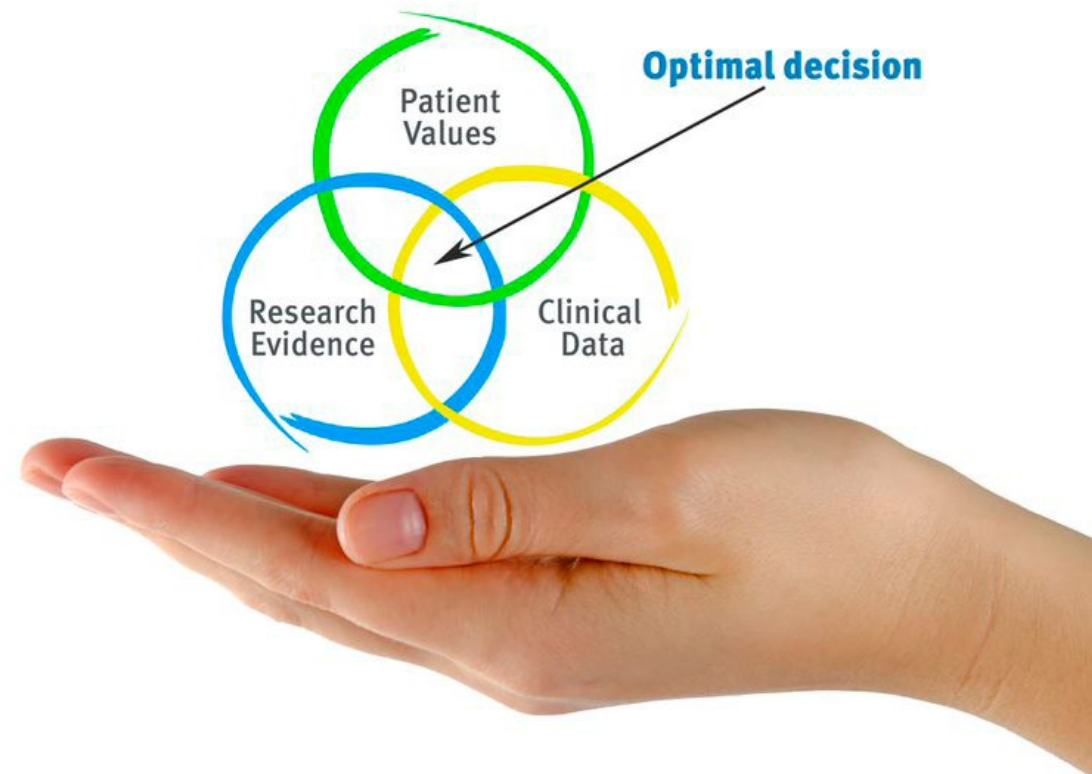 Optimal decision
Patient
Values
Research
Evidence
Clinical
Data